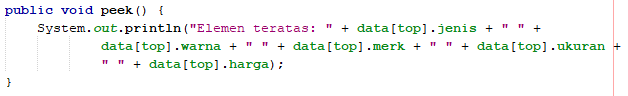 public void peek() {
System.out.println("Elemen teratas: " + data[top].jenis + " " +
data[top].warna + " " + data[top].merk + " " + data[top].ukuran +
" " + data[top].harga);
}